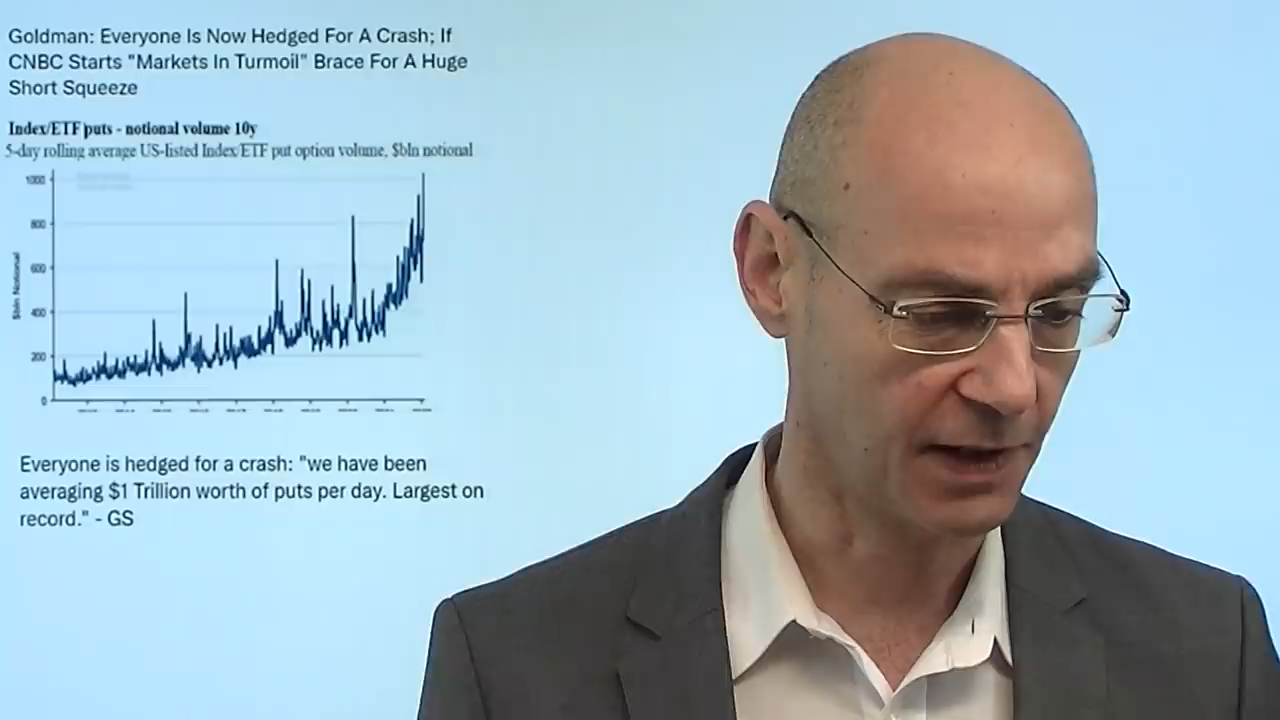 Goldman: Everyone Is Now Hedged For A Crash; If
CNBC Starts "Markets In Turmoil" Brace For A Huge
Short Squeeze
Index/ETF puts - notional volume 10y
5-day rolling average US-listed Index/ETF put option volume, $bln notional
1000
800
600
400
200
0
$bln Notional
Everyone is hedged for a crash: "we have been
averaging $1 Trillion worth of puts per day. Largest on
record." - GS